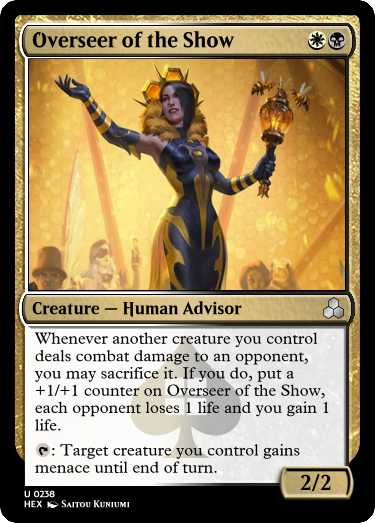 Overseer of the Show
Creature — Human Advisor
Whenever another creature you control
deals combat damage to an opponent,
you may sacrifice it. If you do, put a
+1/+1 counter on Overseer of the Show,
each opponent loses 1 life and you gain 1
life.
: Target creature you control gains
menace until end of turn.
2/2
U 0238
HEX Saitou Kuniumi